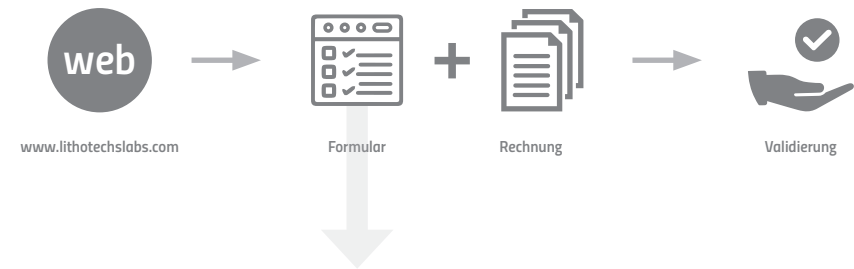 web
www.lithotechslabs.com
Formular
Rechnung
Validierung